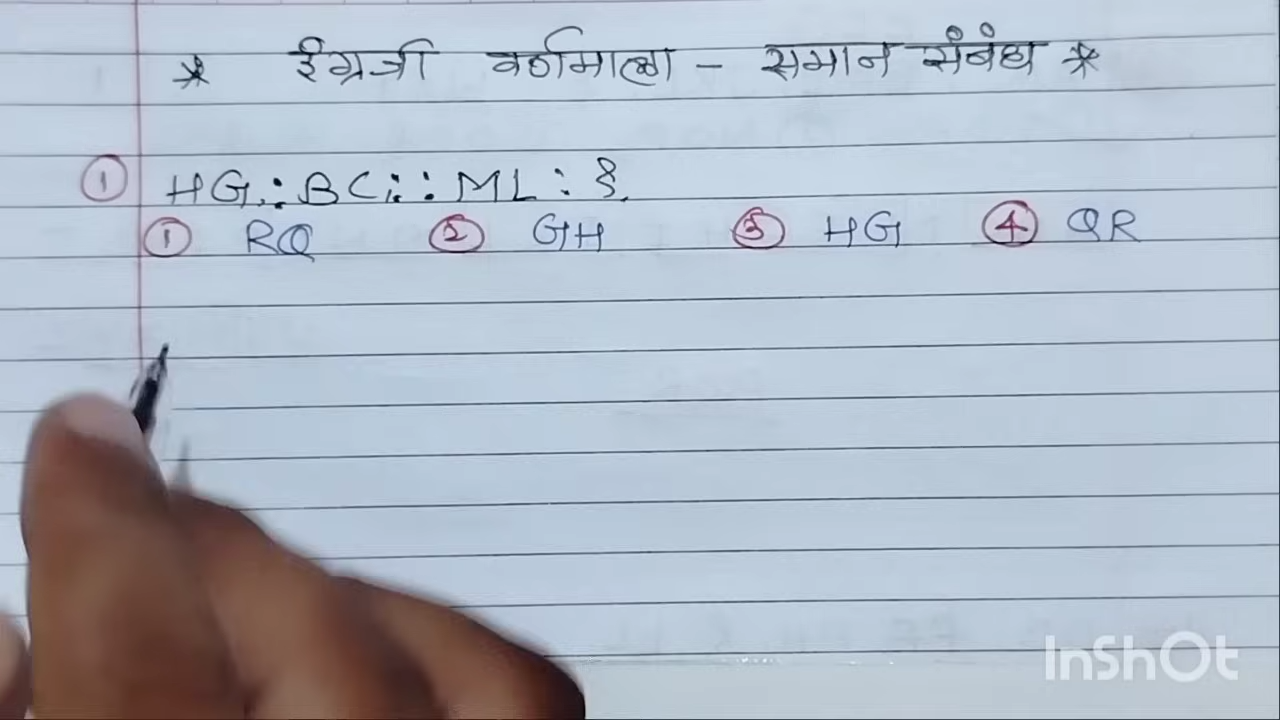 * इंग्रजी वर्णमाळा - समान संबंध *
① HG : BC :: ML : ?
① RQ ② GH ③ HG ④ QR
InShOt